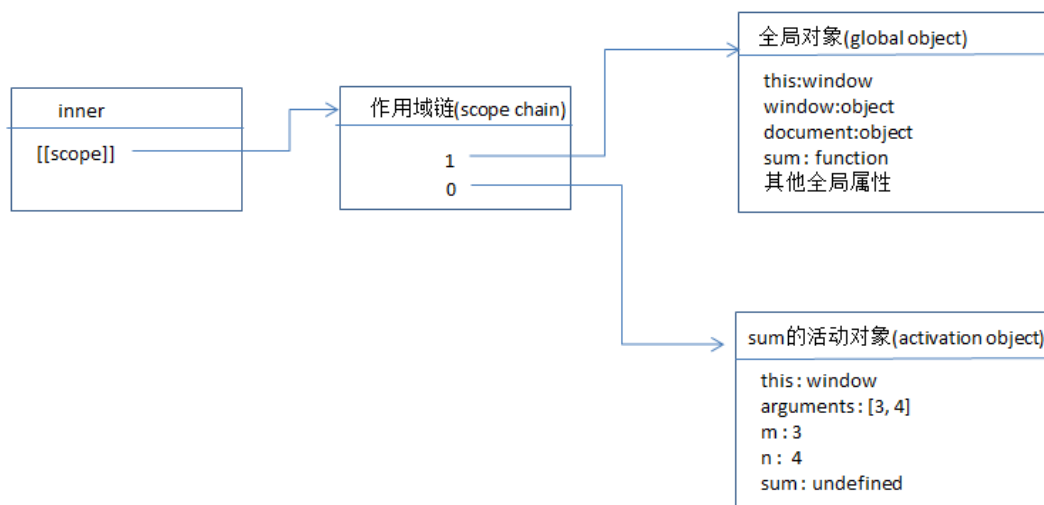 inner
[[scope]]
作用域链(scope chain)
1
0
全局对象(global object)
this:window
window:object
document:object
sum : function
其他全局属性
sum的活动对象(activation object)
this : window
arguments : [3, 4]
m : 3
n : 4
sum : undefined